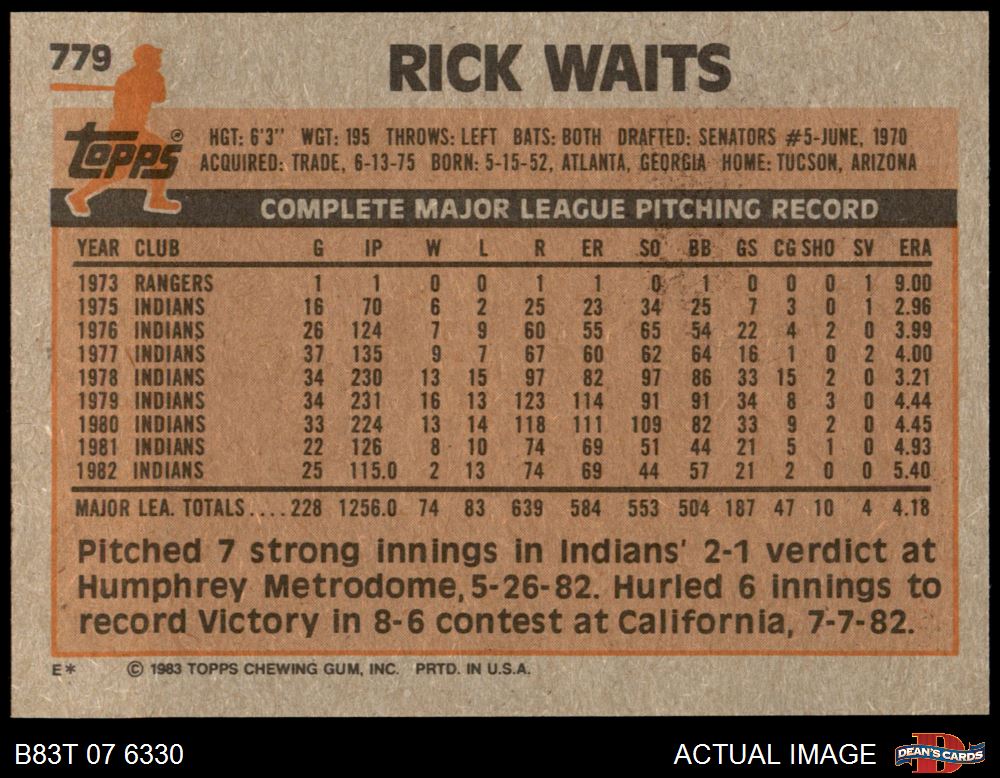 779
RICK WAITS
Topps
HGT: 6'3" WGT: 195 THROWS: LEFT BATS: BOTH DRAFTED: SENATORS #5-JUNE, 1970
ACQUIRED: TRADE, 6-13-75 BORN: 5-15-52, ATLANTA, GEORGIA HOME: TUCSON, ARIZONA
COMPLETE MAJOR LEAGUE PITCHING RECORD
YEAR CLUB G IP W L R ER SO BB GS CG SHO SV ERA
1973 RANGERS 1 1 0 0 1 1 0 1 0 0 0 1 9.00
1975 INDIANS 16 70 6 2 25 23 34 25 7 3 0 1 2.96
1976 INDIANS 26 124 7 9 60 55 65 54 22 4 2 0 3.99
1977 INDIANS 37 135 9 7 67 60 62 64 16 1 0 2 4.00
1978 INDIANS 34 230 13 15 97 82 97 86 33 15 2 0 3.21
1979 INDIANS 34 231 16 13 123 114 91 91 34 8 3 0 4.44
1980 INDIANS 33 224 13 14 118 111 109 82 33 9 2 0 4.45
1981 INDIANS 22 126 8 10 74 69 51 44 21 5 1 0 4.93
1982 INDIANS 25 115.0 2 13 74 69 44 57 21 2 0 0 5.40
MAJOR LEA. TOTALS.... 228 1256.0 74 83 639 584 553 504 187 47 10 4 4.18
Pitched 7 strong innings in Indians' 2-1 verdict at
Humphrey Metrodome, 5-26-82. Hurled 6 innings to
record Victory in 8-6 contest at California, 7-7-82.
E* © 1983 TOPPS CHEWING GUM, INC. PRTD. IN U.S.A.
B83T 07 6330 ACTUAL IMAGE DEAN'S CARDS